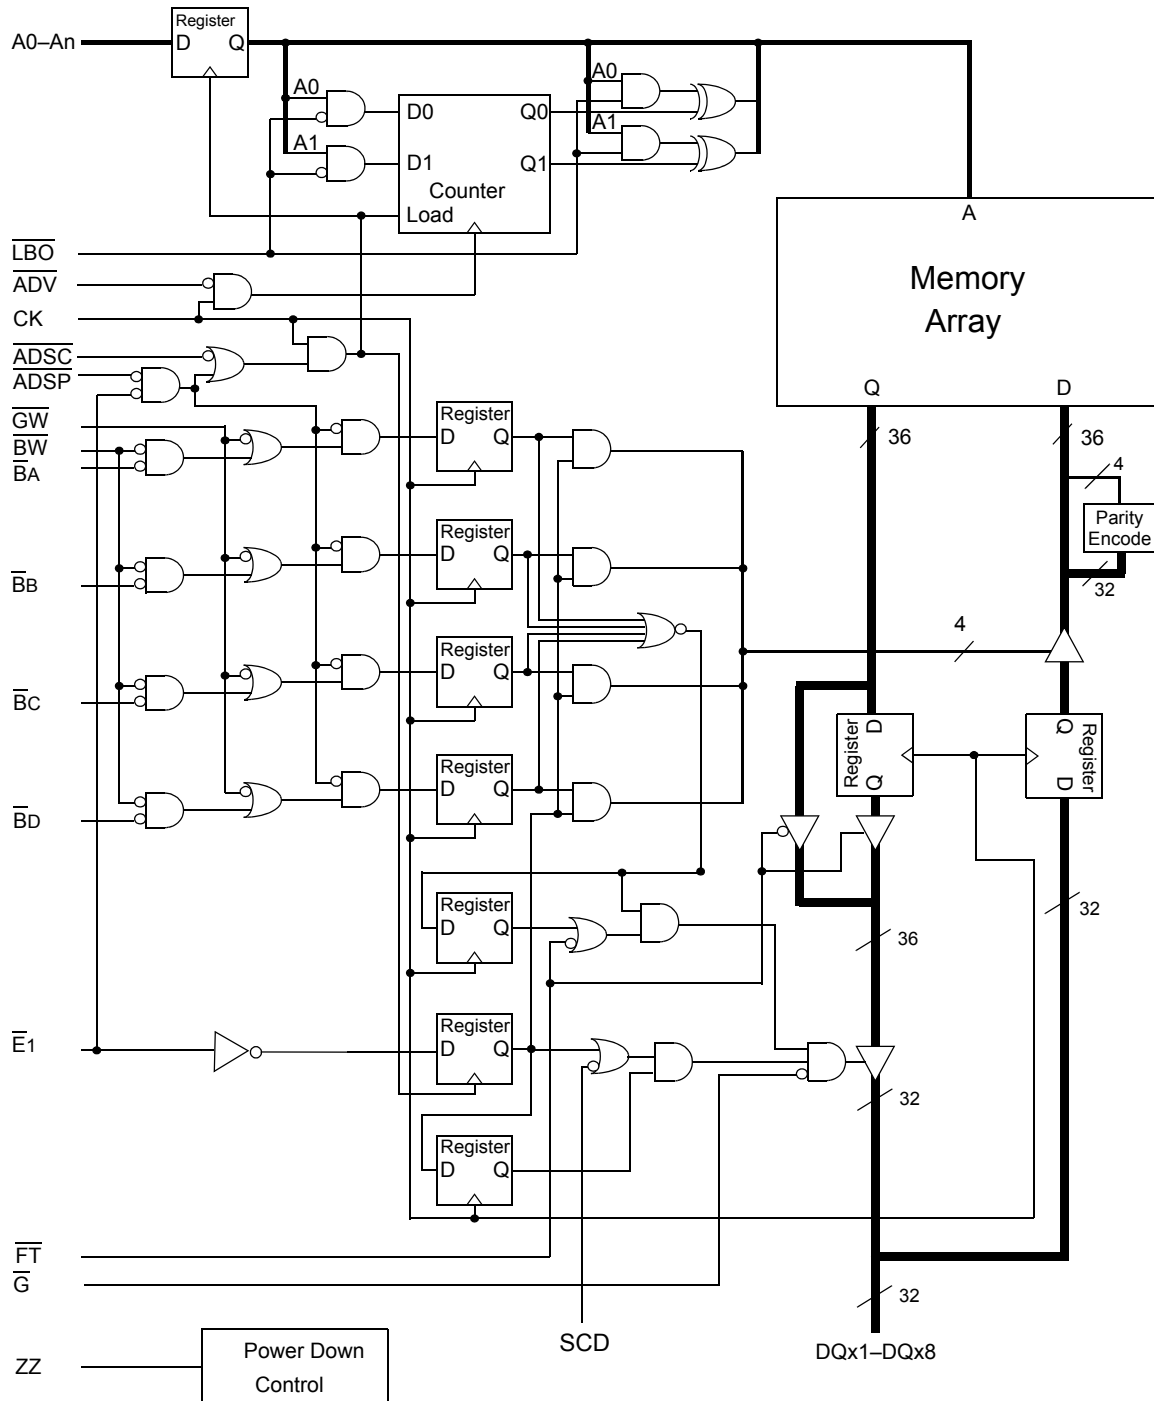 Register
A0–An
D Q
A0
A0
D0 Q0
A1
A1
D1 Q1
Counter
Load
A
LBO
ADV
Memory
CK
Array
ADSC
ADSP
Q D
GW
Register
36 36
BW
D Q
4
BA
Parity
Encode
Register
D Q
BB
32
4
Register
D Q
BC
D
Q
Register
Q
D
Register
Register
D Q
BD
Register
32
D Q
36
Register
E1
D Q
32
Register
D Q
FT
G
32
SCD
DQx1–DQx8
Power Down
ZZ
Control